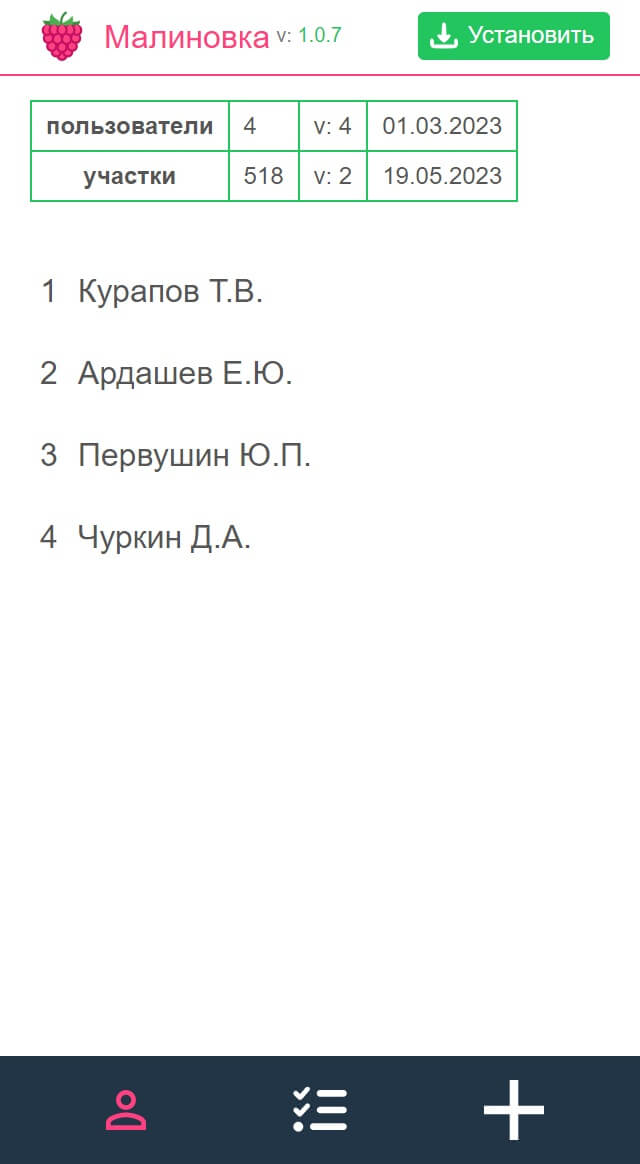 Малиновка v: 1.0.7 Установить
пользователи 4 v: 4 01.03.2023
участки 518 v: 2 19.05.2023
1 Курапов Т.В.
2 Ардашев Е.Ю.
3 Первушин Ю.П.
4 Чуркин Д.А.